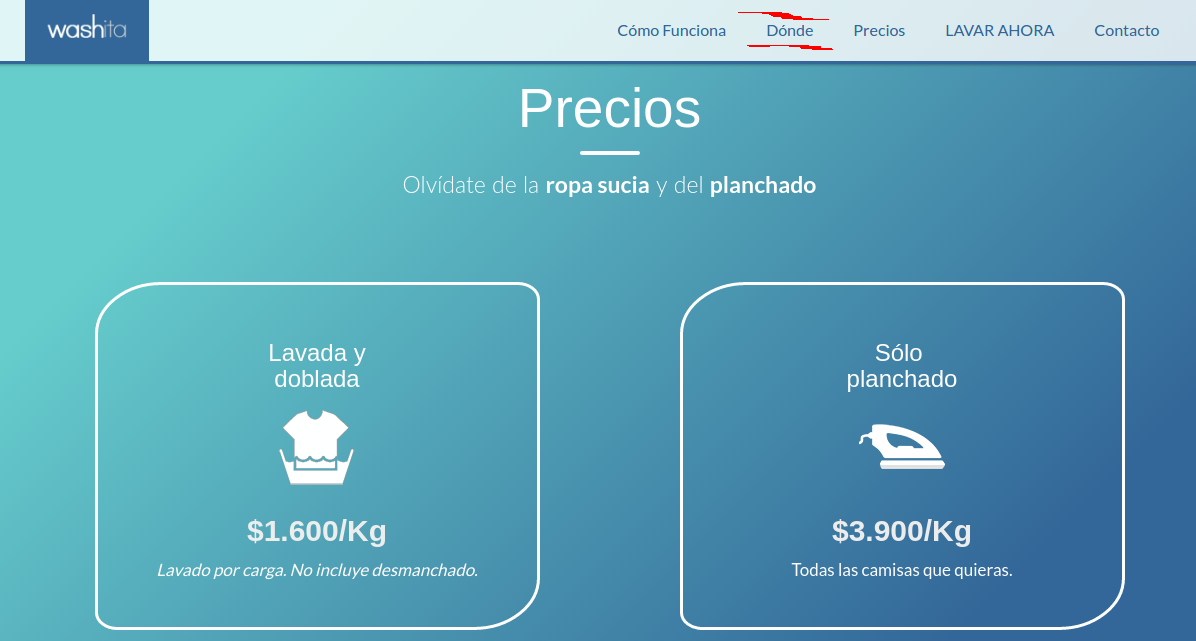 washita
Cómo Funciona Dónde Precios LAVAR AHORA Contacto
Precios
Olvídate de la ropa sucia y del planchado
Lavada y
doblada
$1.600/Kg
Lavado por carga. No incluye desmanchado.
Sólo
planchado
$3.900/Kg
Todas las camisas que quieras.